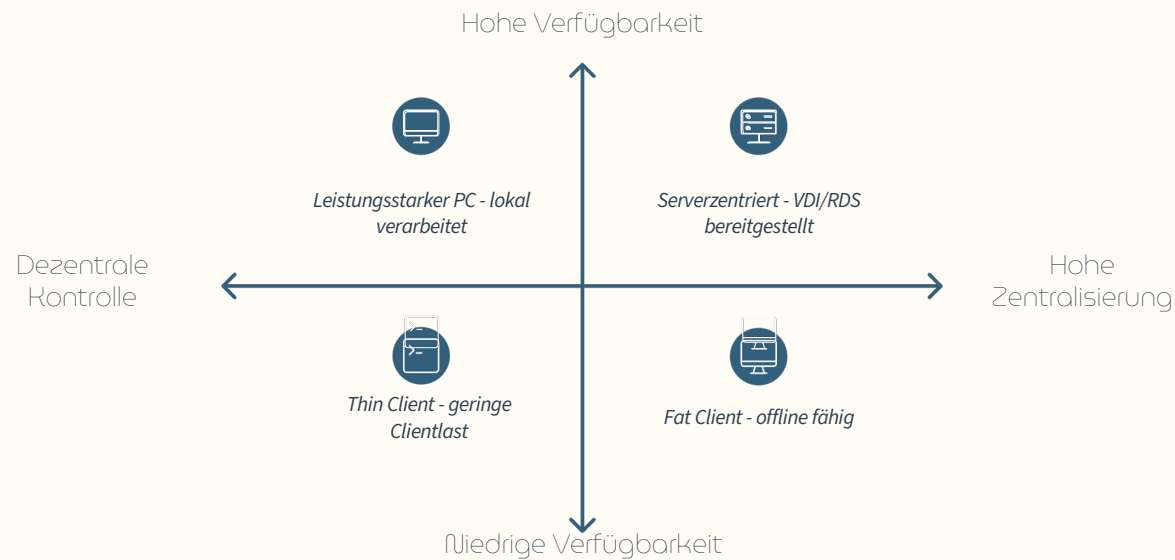 Hohe Verfügbarkeit
Leistungsstarker PC - lokal
verarbeitet
Serverzentriert - VDI/RDS
bereitgestellt
Dezentrale
Kontrolle
Hohe
Zentralisierung
>_
>_
Thin Client - geringe
Clientlast
Fat Client - offline fähig
Niedrige Verfügbarkeit